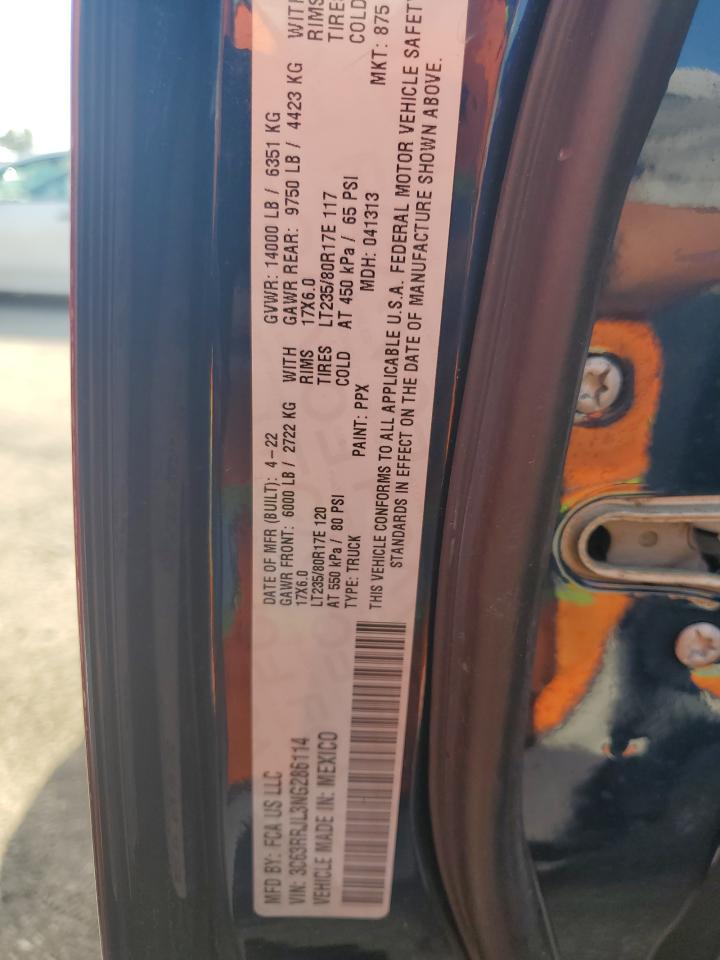 MFD BY: FCA US LLC
DATE OF MFR (BUILT): 4-22
GVWR: 14000 LB / 6351 KG
GAWR FRONT: 6000 LB / 2722 KG WITH
GAWR REAR: 9750 LB / 4423 KG WITH
17X6.0 RIMS
17X6.0 RIMS
LT235/80R17E 120 TIRES
LT235/80R17E 117 TIRES
AT 550 kPa / 80 PSI COLD
AT 450 kPa / 65 PSI COLD
VIN: 3C63RRJL3NG286114
TYPE: TRUCK
PAINT: PPX
MDH: 041313
MKT: 875
VEHICLE MADE IN: MEXICO
THIS VEHICLE CONFORMS TO ALL APPLICABLE U.S.A. FEDERAL MOTOR VEHICLE
STANDARDS IN EFFECT ON THE DATE OF MANUFACTURE SHOWN ABOVE.